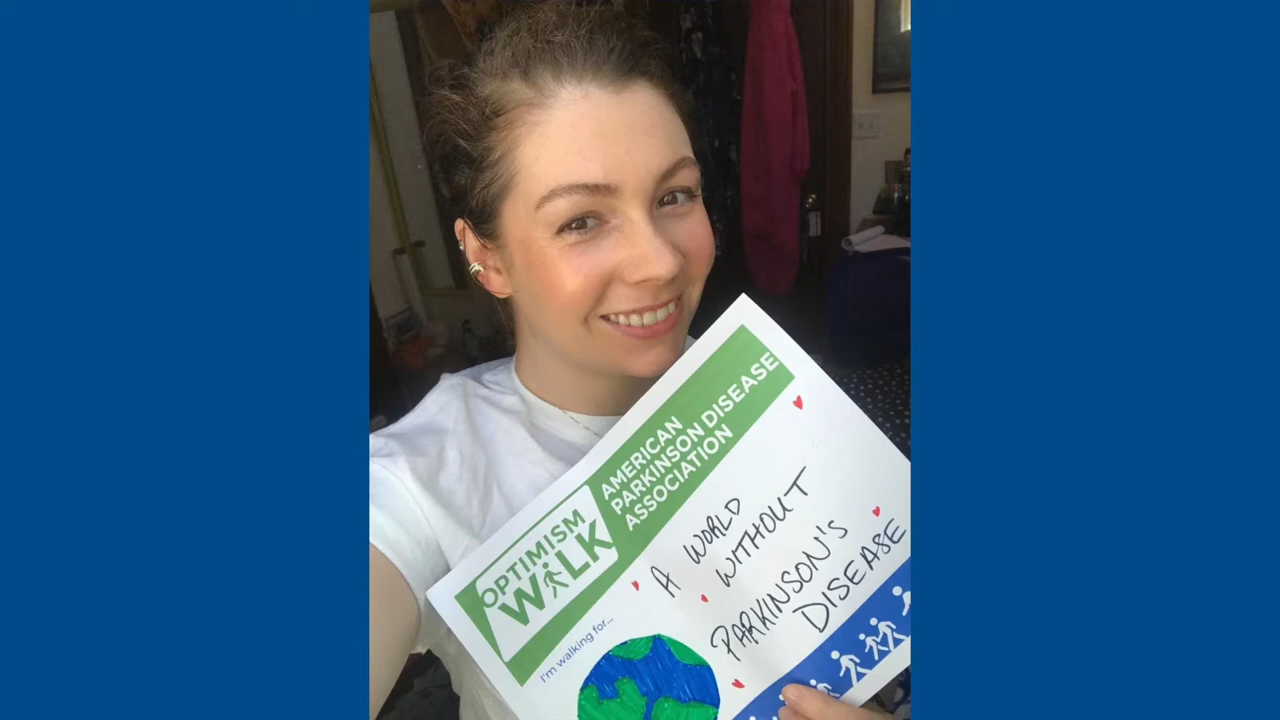 OPTIMISM
WALK
AMERICAN
PARKINSON DISEASE
ASSOCIATION
I'm walking for...
A WORLD
WITHOUT
PARKINSON'S
DISEASE